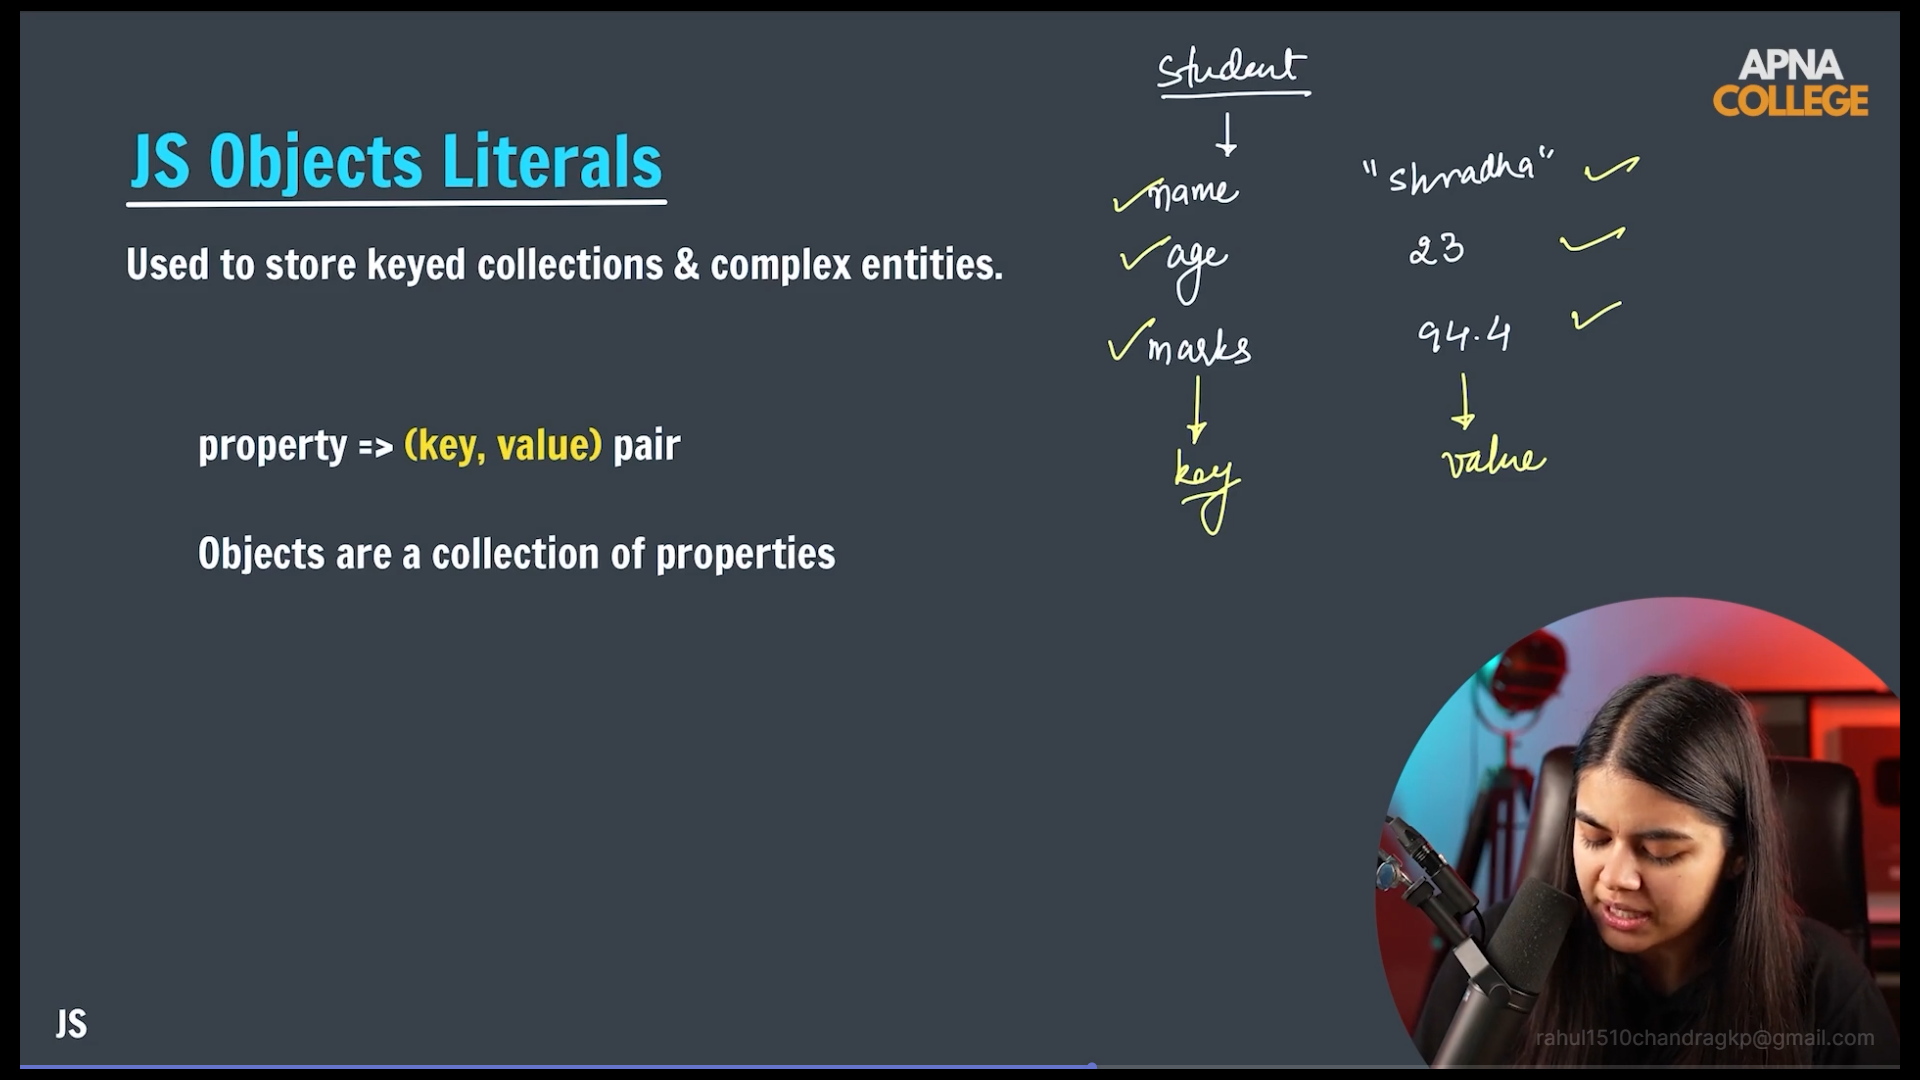 JS Objects Literals
Used to store keyed collections & complex entities.
property => (key, value) pair
Objects are a collection of properties
student
name "shradha"
age 23
marks 94.4
key value
APNA
COLLEGE
JS
rahul1510chandragkp@gmail.com